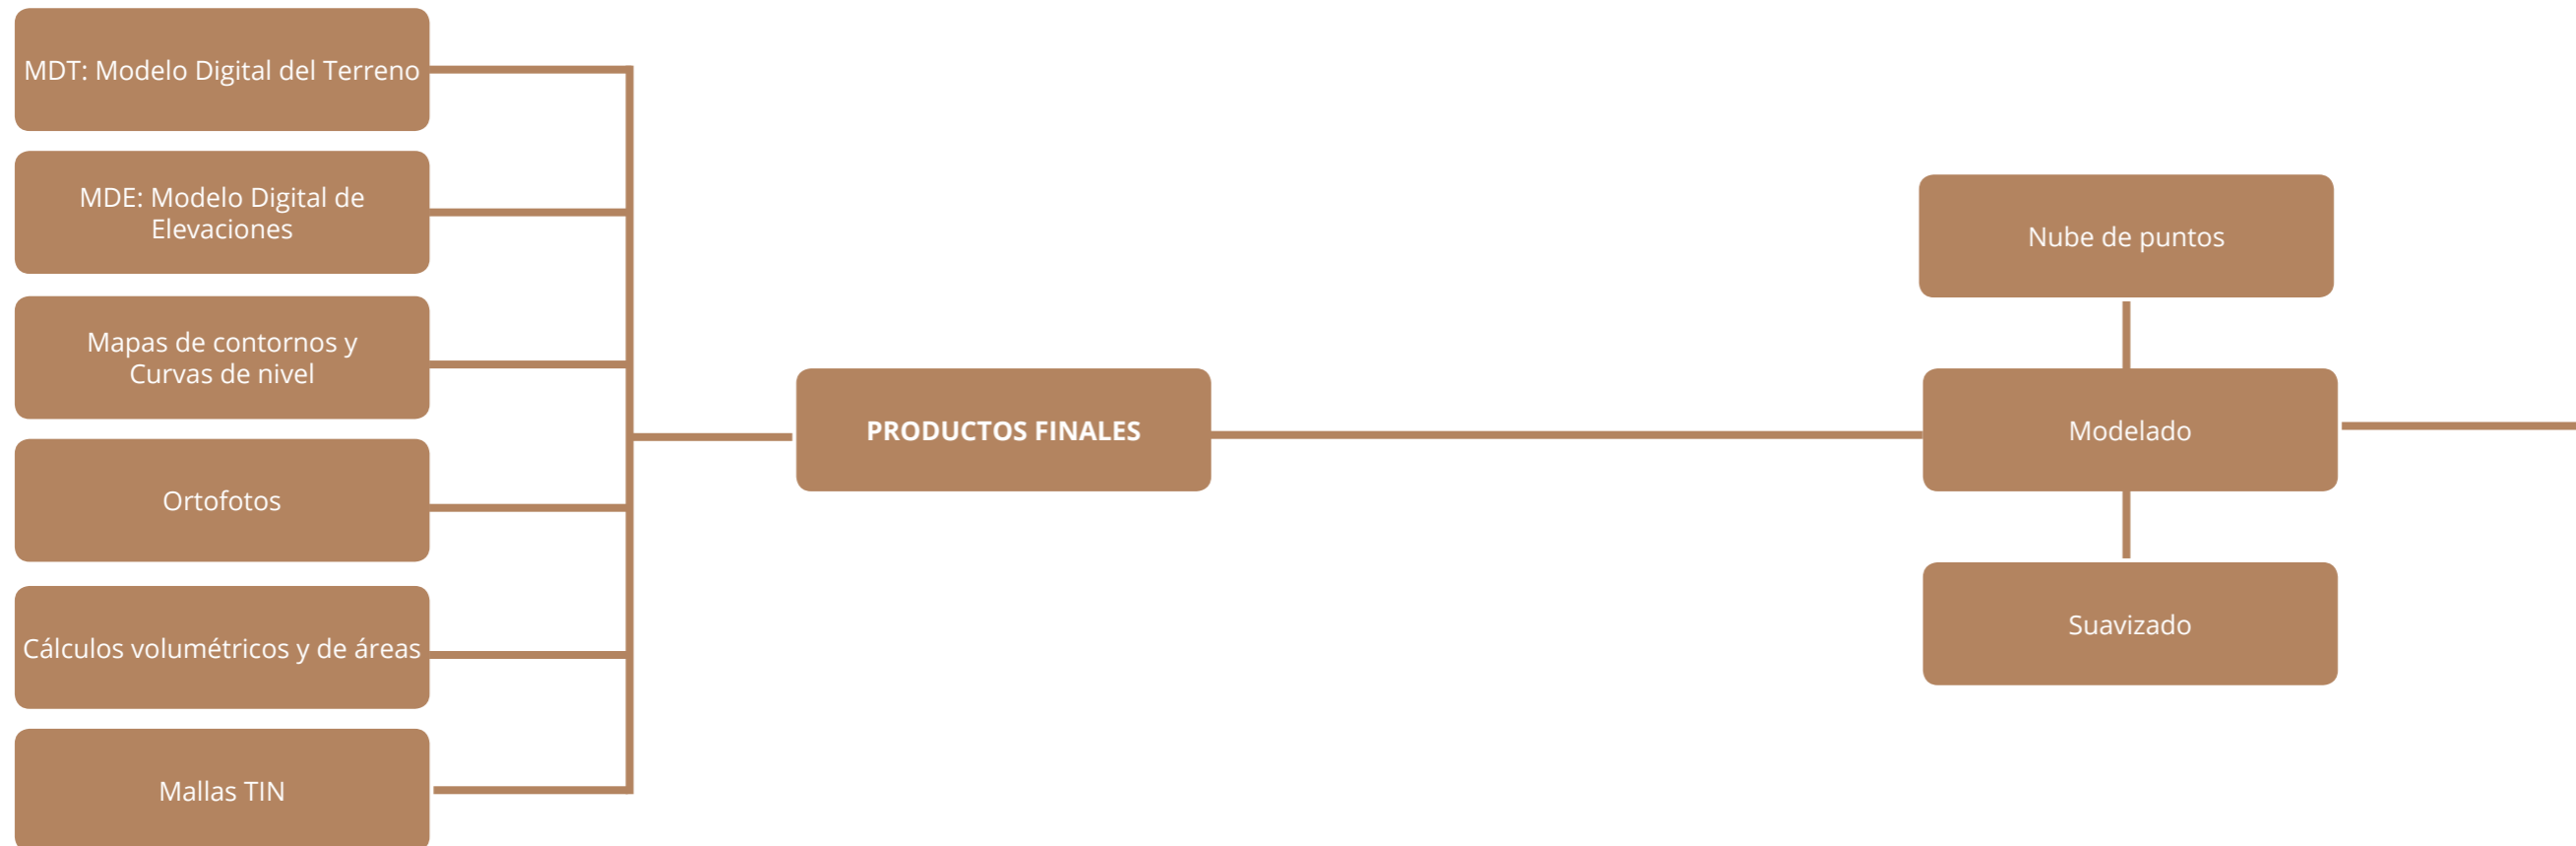 MDT: Modelo Digital del Terreno
MDE: Modelo Digital de
Elevaciones
Mapas de contornos y
Curvas de nivel
Ortofotos
Cálculos volumétricos y de áreas
Mallas TIN
PRODUCTOS FINALES
Nube de puntos
Modelado
Suavizado